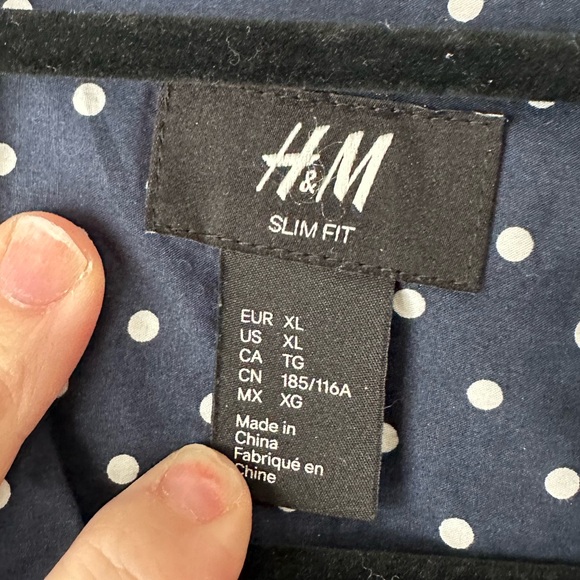 H&M
SLIM FIT
EUR XL
US XL
CA TG
CN 185/116A
MX XG
Made in
China
Fabriqué en
Chine